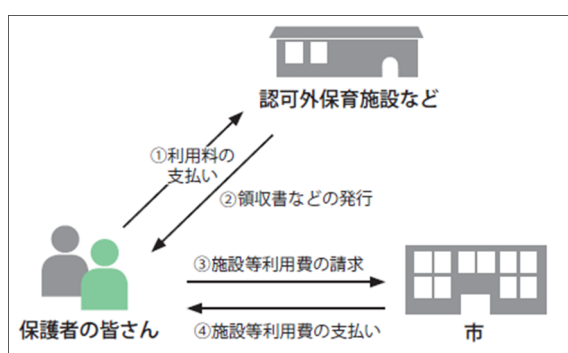 認可外保育施設など
①利用料の
支払い
②領収書などの発行
③施設等利用費の請求
④施設等利用費の支払い
保護者の皆さん
市